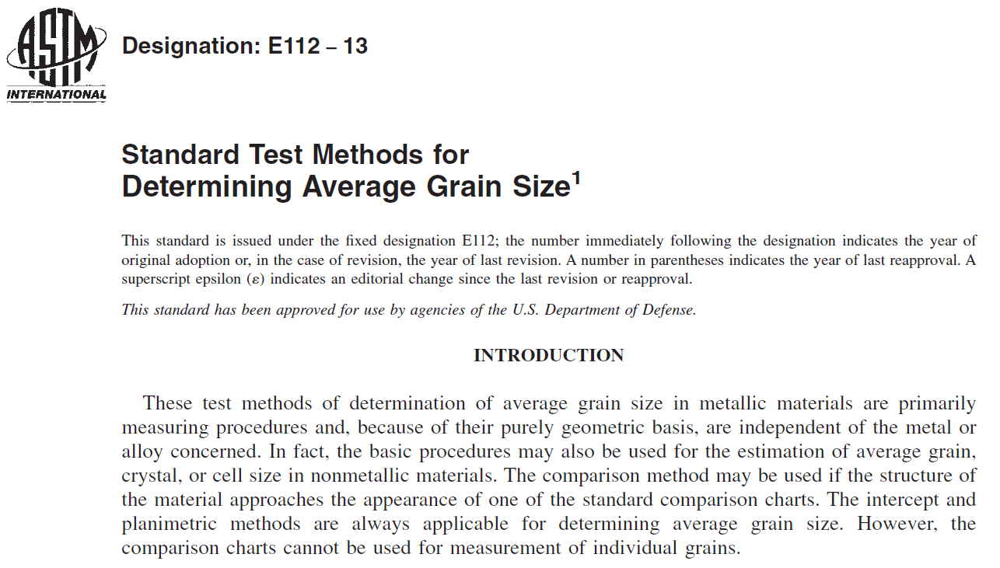 ASTM
INTERNATIONAL
Designation: E112 – 13
Standard Test Methods for
Determining Average Grain Size1
This standard is issued under the fixed designation E112; the number immediately following the designation indicates the year of
original adoption or, in the case of revision, the year of last revision. A number in parentheses indicates the year of last reapproval. A
superscript epsilon (ε) indicates an editorial change since the last revision or reapproval.
This standard has been approved for use by agencies of the U.S. Department of Defense.
INTRODUCTION
These test methods of determination of average grain size in metallic materials are primarily
measuring procedures and, because of their purely geometric basis, are independent of the metal or
alloy concerned. In fact, the basic procedures may also be used for the estimation of average grain,
crystal, or cell size in nonmetallic materials. The comparison method may be used if the structure of
the material approaches the appearance of one of the standard comparison charts. The intercept and
planimetric methods are always applicable for determining average grain size. However, the
comparison charts cannot be used for measurement of individual grains.